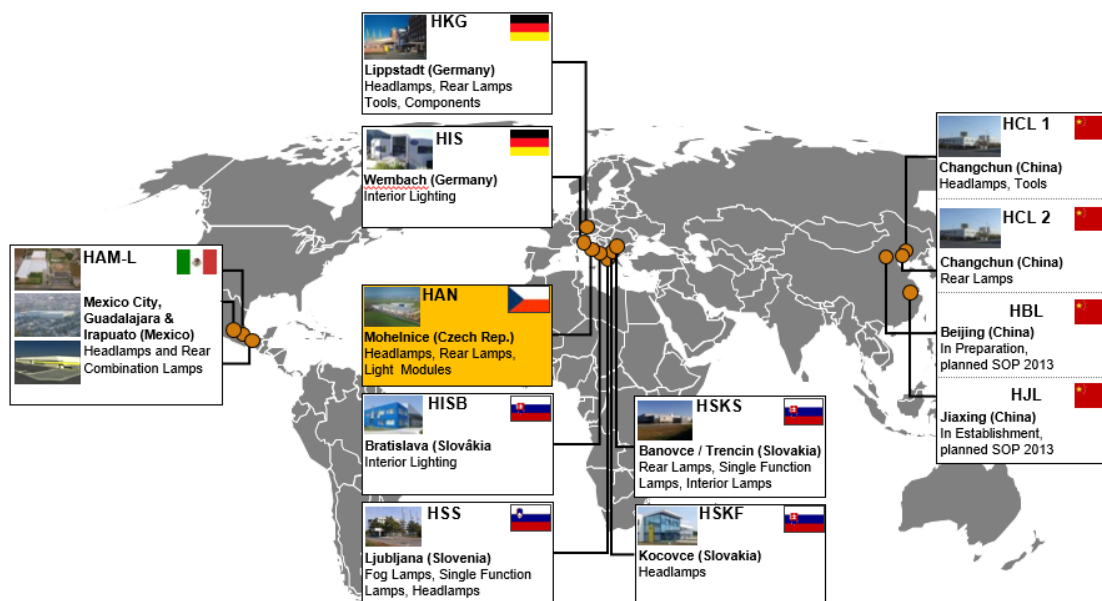 HKG
Lippstadt (Germany)
Headlamps, Rear Lamps
Tools, Components
HIS
Wembach (Germany)
Interior Lighting
HAM-L
Mexico City,
Guadalajara &
Irapuato (Mexico)
Headlamps and Rear
Combination Lamps
HAN
Mohelnice (Czech Rep.)
Headlamps, Rear Lamps,
Light Modules
HISB
Bratislava (Slovâkia
Interior Lighting
HSS
Ljubljana (Slovenia)
Fog Lamps, Single Function
Lamps, Headlamps
HSKS
Banovce / Trencin (Slovakia)
Rear Lamps, Single Function
Lamps, Interior Lamps
HSKF
Kocovce (Slovakia)
Headlamps
HCL 1
Changchun (China)
Headlamps, Tools
HCL 2
Changchun (China)
Rear Lamps
HBL
Beijing (China)
In Preparation,
planned SOP 2013
HJL
Jiaxing (China)
In Establishment,
planned SOP 2013